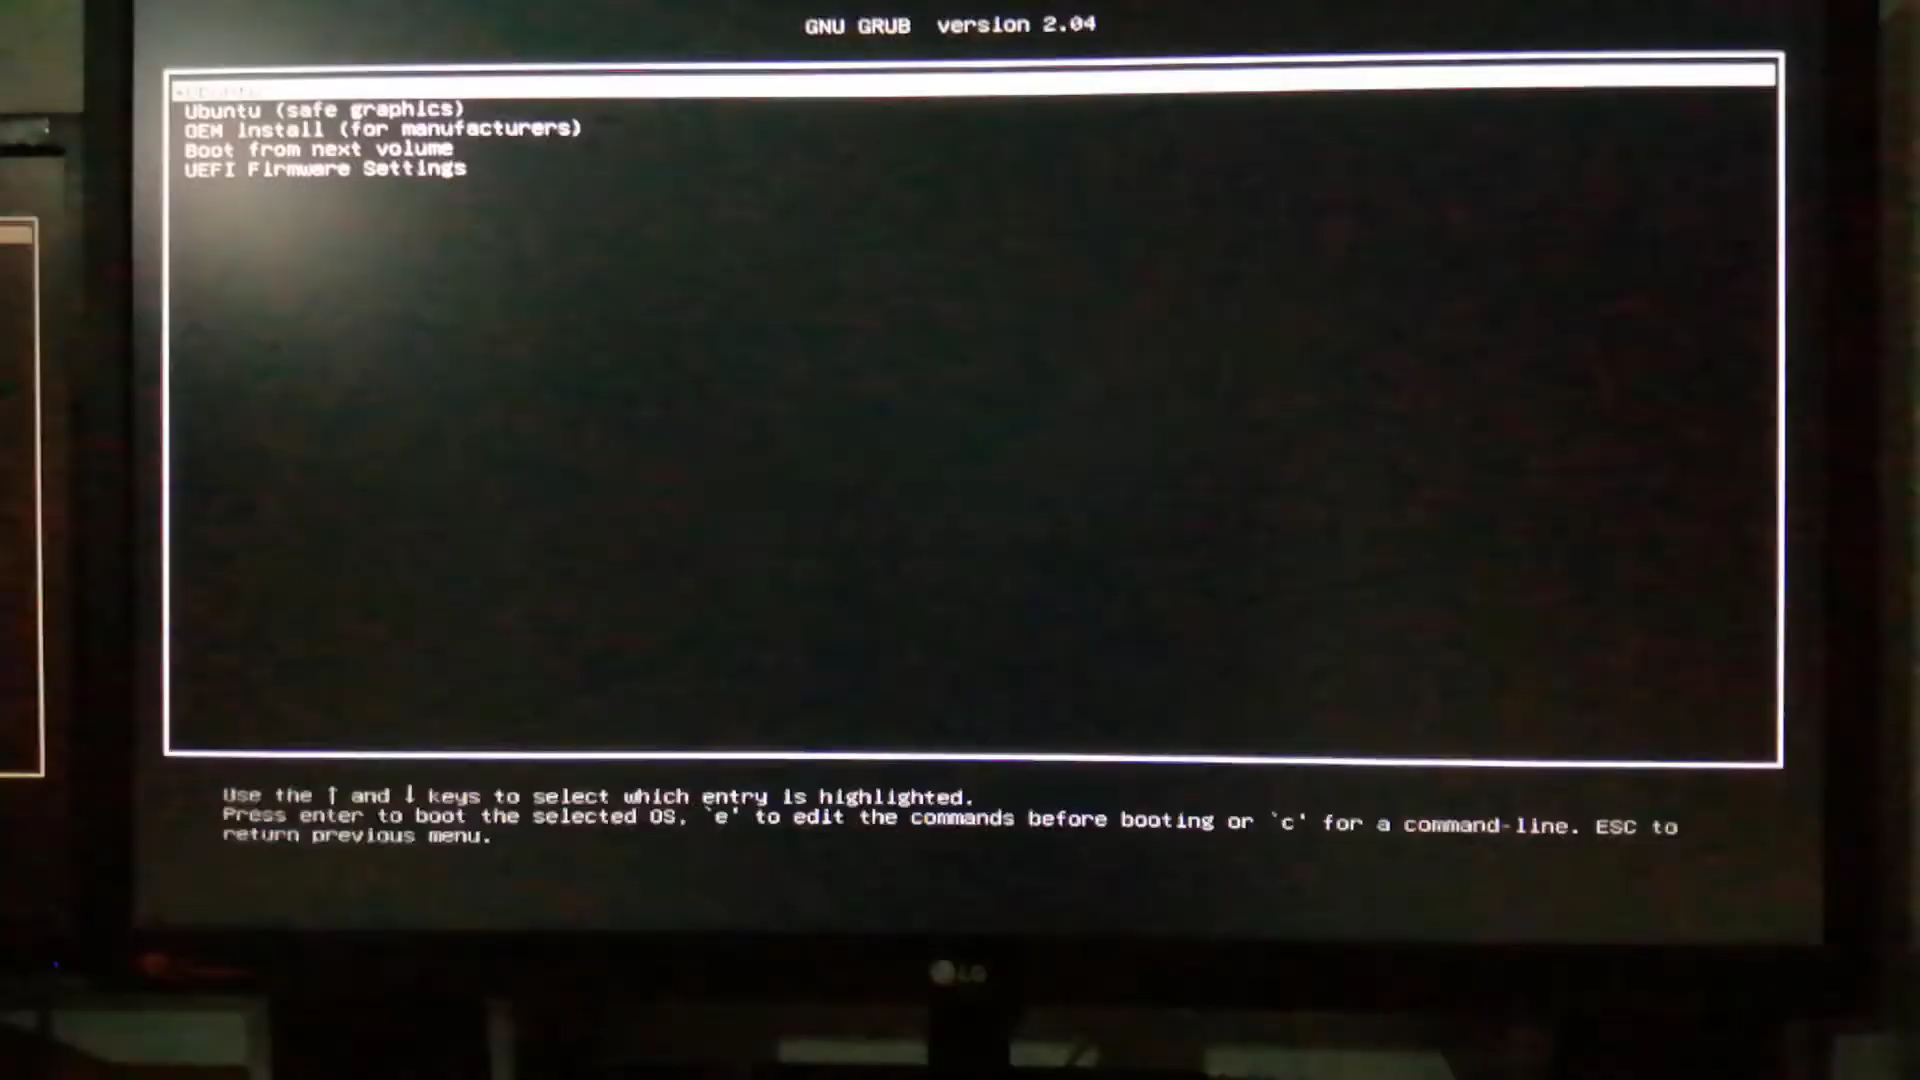 GNU GRUB version 2.04
*Ubuntu
Ubuntu (safe graphics)
OEM install (for manufacturers)
Boot from next volume
UEFI Firmware Settings
Use the ↑ and ↓ keys to select which entry is highlighted.
Press enter to boot the selected OS, `e' to edit the commands before booting or `c' for a command-line. ESC to
return previous menu.
LG